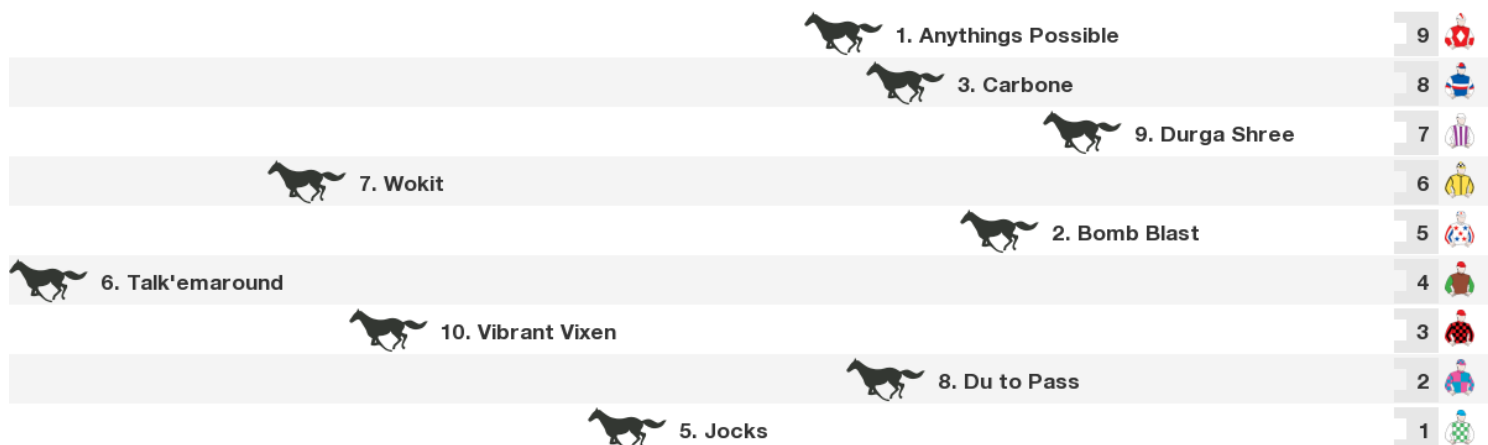 1. Anythings Possible 9
3. Carbone 8
9. Durga Shree 7
7. Wokit 6
2. Bomb Blast 5
6. Talk'emaround 4
10. Vibrant Vixen 3
8. Du to Pass 2
5. Jocks 1